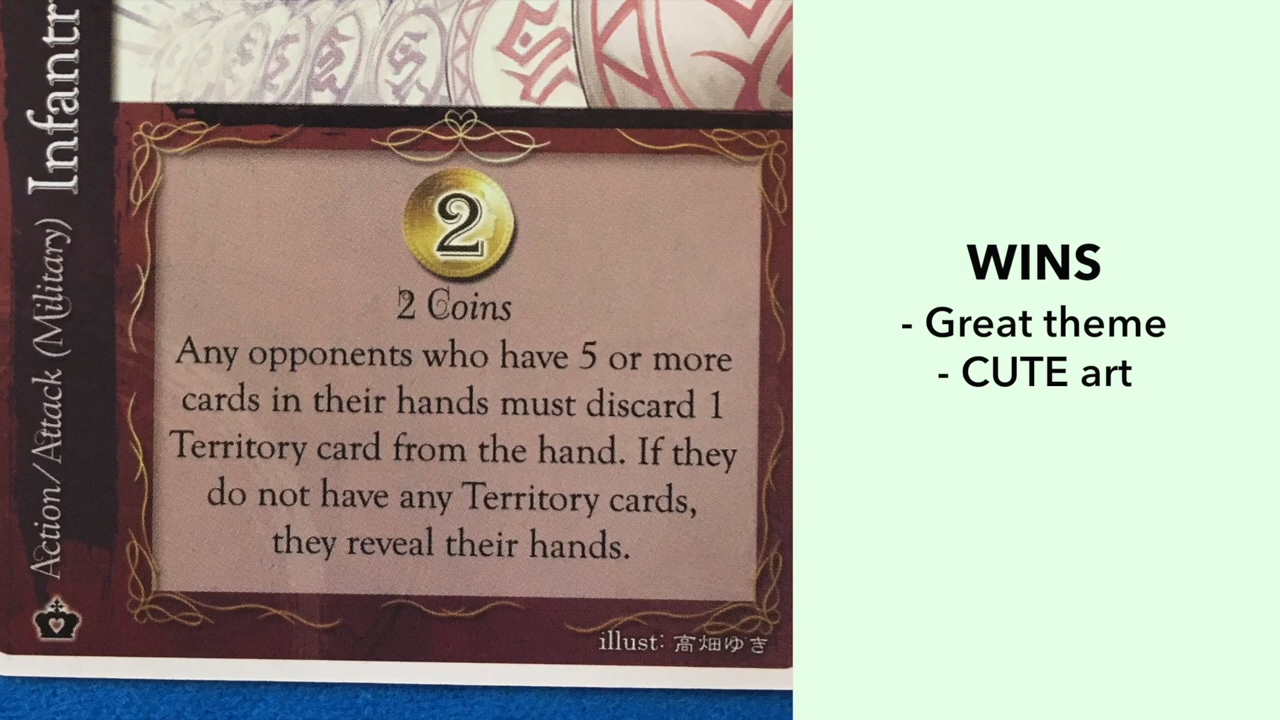 Infantr
Action/Attack (Military)
2
2 Coins
Any opponents who have 5 or more
cards in their hands must discard 1
Territory card from the hand. If they
do not have any Territory cards,
they reveal their hands.
illust: 高畑ゆき
WINS
- Great theme
- CUTE art